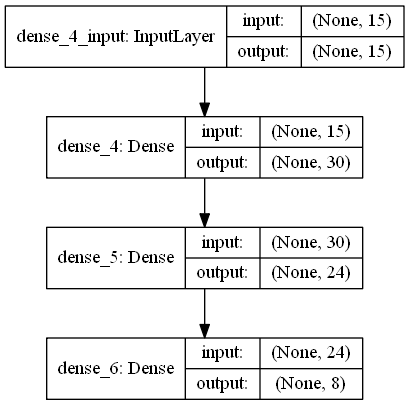 dense_4_input: InputLayer
input: (None, 15)
output: (None, 15)
dense_4: Dense
input: (None, 15)
output: (None, 30)
dense_5: Dense
input: (None, 30)
output: (None, 24)
dense_6: Dense
input: (None, 24)
output: (None, 8)